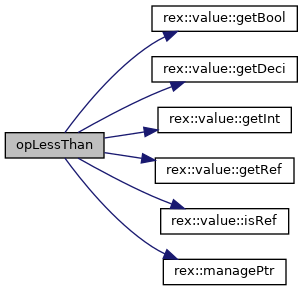 rex::value::getBool
rex::value::getDeci
rex::value::getInt
opLessThan
rex::value::getRef
rex::value::isRef
rex::managePtr